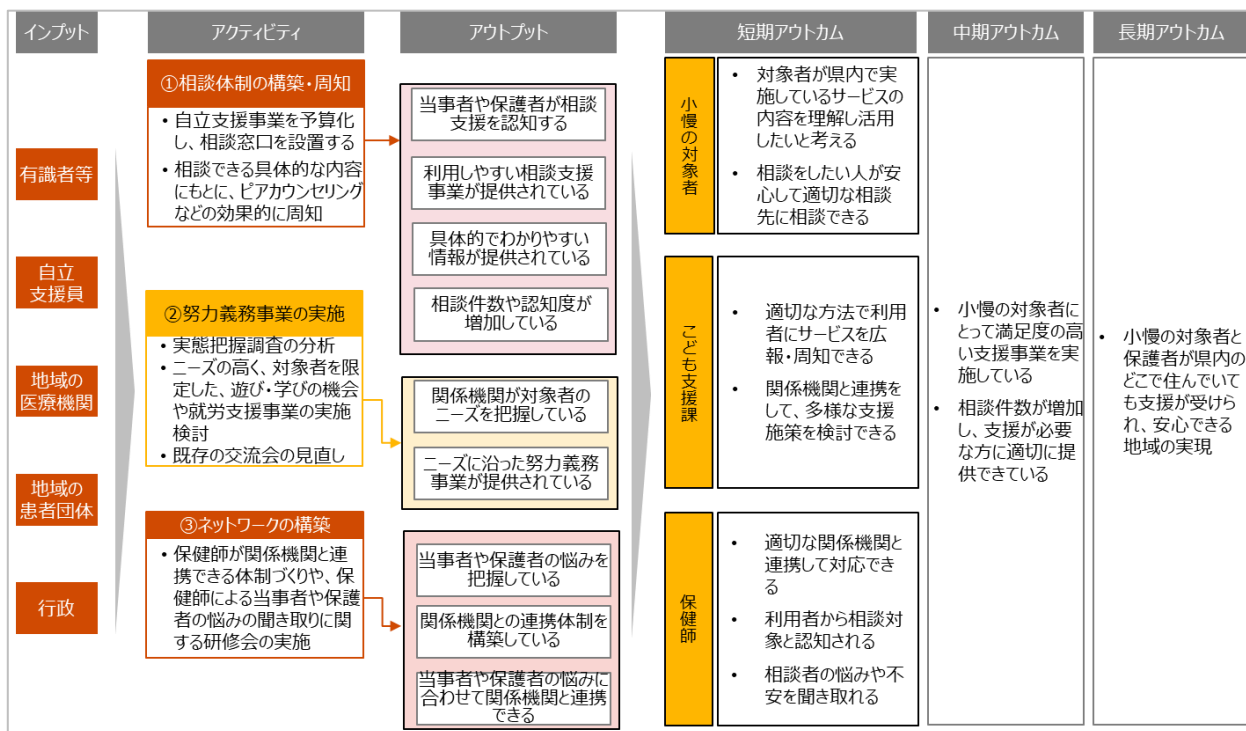 インプット
アクティビティ
アウトプット
短期アウトカム
中期アウトカム
長期アウトカム
有識者等
自立
支援員
地域の
医療機関
地域の
患者団体
行政
①相談体制の構築・周知
• 自立支援事業を予算化
し、相談窓口を設置する
• 相談できる具体的な内容
にもとに、ピアカウンセリング
などの効果的に周知
②努力義務事業の実施
• 実態把握調査の分析
• ニーズの高く、対象者を限
定した、遊び・学びの機会
や就労支援事業の実施
検討
• 既存の交流会の見直し
③ネットワークの構築
• 保健師が関係機関と連
携できる体制づくりや、保
健師による当事者や保護
者の悩みの聞き取りに関
する研修会の実施
当事者や保護者が相談
支援を認知する
利用しやすい相談支援
事業が提供されている
具体的でわかりやすい
情報が提供されている
相談件数や認知度が
増加している
関係機関が対象者の
ニーズを把握している
ニーズに沿った努力義務
事業が提供されている
当事者や保護者の悩みを
把握している
関係機関との連携体制を
構築している
当事者や保護者の悩みに
合わせて関係機関と連携
できる
小慢の対象者
• 対象者が県内で実
施しているサービスの
内容を理解し活用
したいと考える
• 相談をしたい人が安
心して適切な相談
先に相談できる
こども支援課
• 適切な方法で利用
者にサービスを広
報・周知できる
• 関係機関と連携を
して、多様な支援
施策を検討できる
保健師
• 適切な関係機関と
連携して対応でき
る
• 利用者から相談対
象と認知される
• 相談者の悩みや不
安を聞き取れる
• 小慢の対象者に
とって満足度の高
い支援事業を実
施している
• 相談件数が増加
し、支援が必要
な方に適切に提
供できている
• 小慢の対象者と
保護者が県内の
どこで住んでいて
も支援が受けら
れ、安心できる
地域の実現